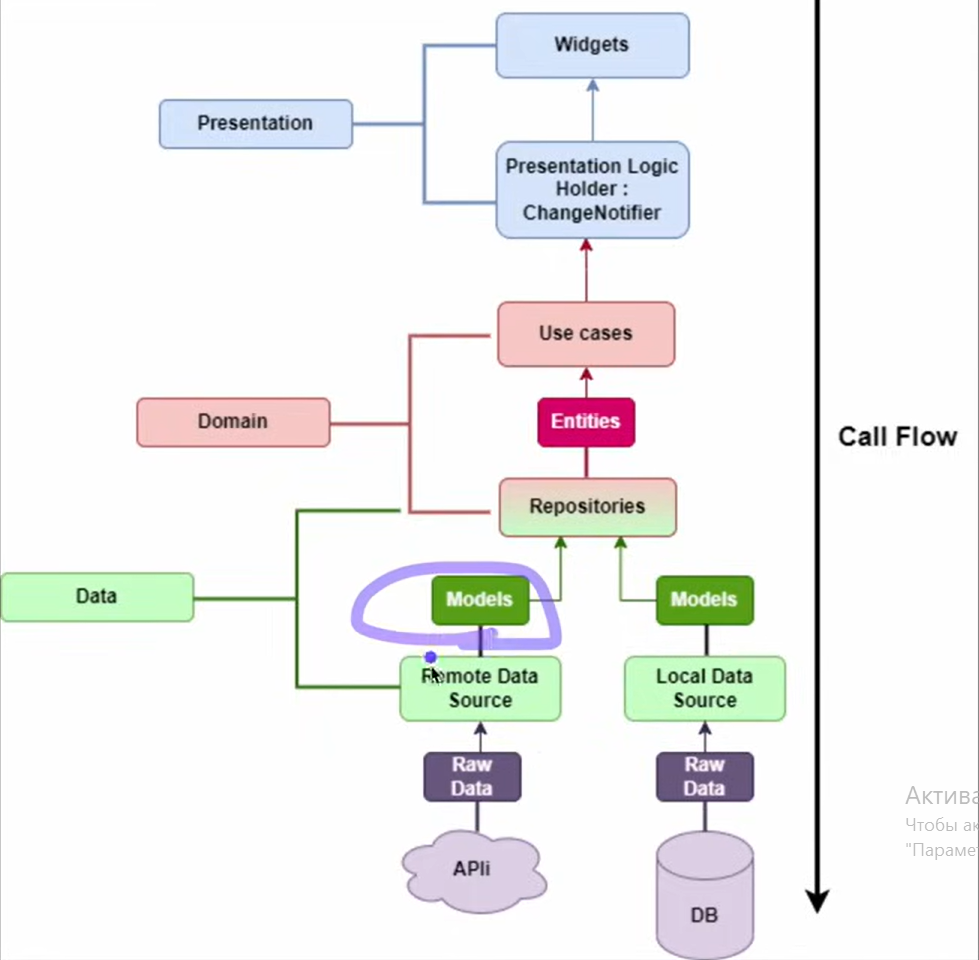 Widgets
Presentation
Presentation Logic
Holder :
ChangeNotifier
Use cases
Domain
Entities
Call Flow
Repositories
Data
Models
Models
Remote Data
Source
Local Data
Source
Raw
Data
Raw
Data
Актива
Чтобы ак
"Параме
APIi
DB